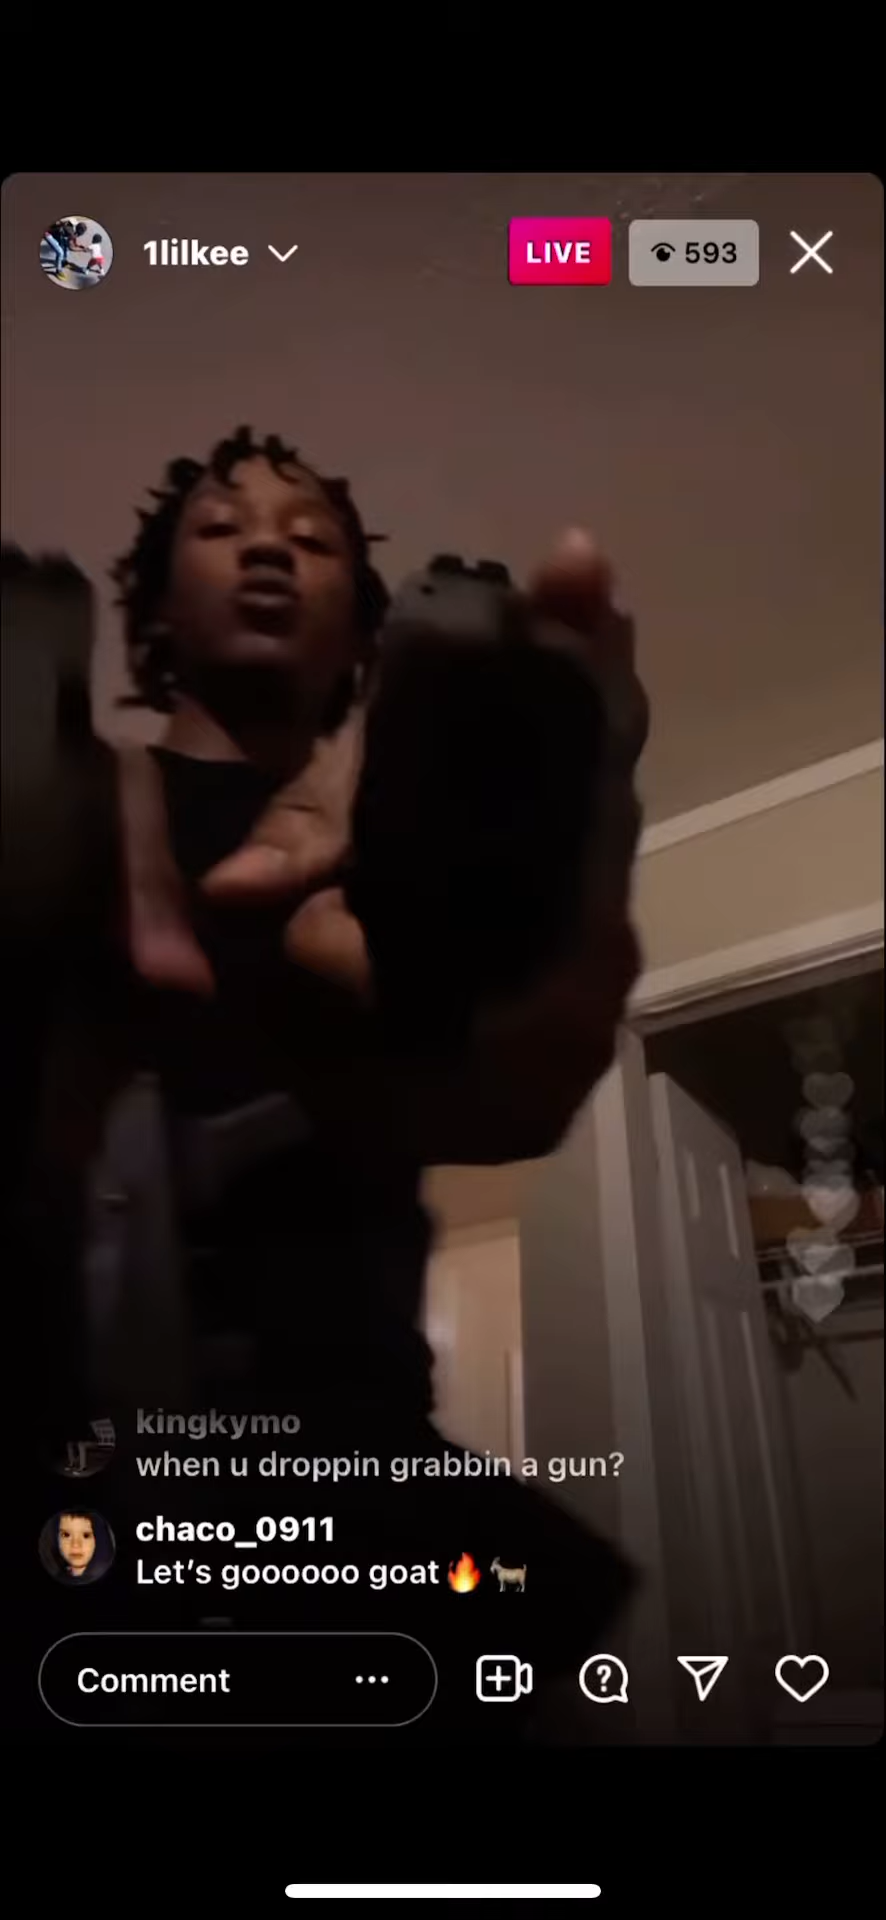 1lilkee
LIVE
593
kingkymo
when u droppin grabbin a gun?
chaco_0911
Let's goooooo goat🔥🐐
Comment